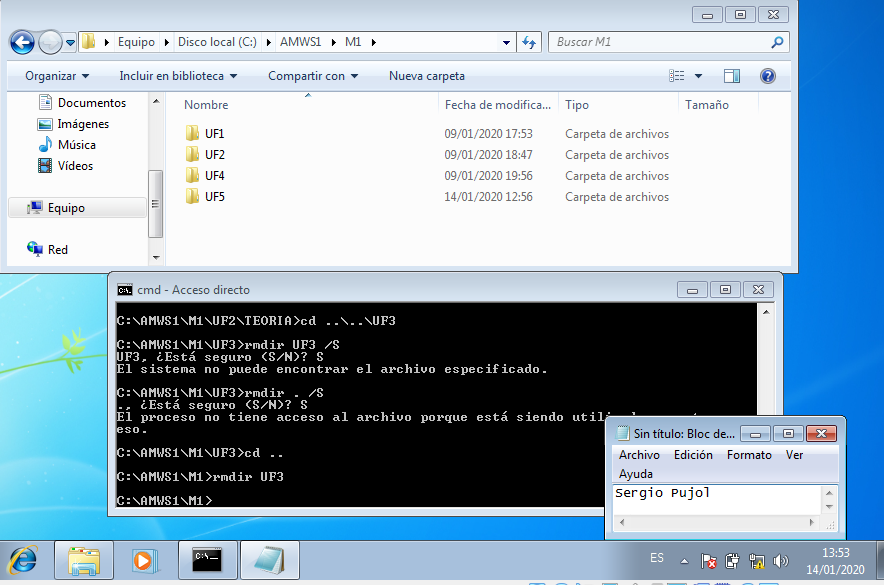 Equipo ▸ Disco local (C:) ▸ AMWS1 ▸ M1 ▸
Buscar M1
Organizar
Incluir en biblioteca
Compartir con
Nueva carpeta
Documentos
Imágenes
Música
Vídeos
Equipo
Red
Nombre Fecha de modifica... Tipo Tamaño
UF1 09/01/2020 17:53 Carpeta de archivos
UF2 09/01/2020 18:47 Carpeta de archivos
UF4 09/01/2020 19:56 Carpeta de archivos
UF5 14/01/2020 12:56 Carpeta de archivos
cmd - Acceso directo
C:\AMWS1\M1\UF2\TEORIA>cd ..\..\UF3
C:\AMWS1\M1\UF3>rmdir UF3 /S
UF3, ¿Está seguro (S/N)? S
El sistema no puede encontrar el archivo especificado.
C:\AMWS1\M1\UF3>rmdir . /S
., ¿Está seguro (S/N)? S
El proceso no tiene acceso al archivo porque está siendo
eso.
C:\AMWS1\M1\UF3>cd ..
C:\AMWS1\M1>rmdir UF3
C:\AMWS1\M1>
Sin título: Bloc de...
Archivo Edición Formato Ver
Ayuda
Sergio Pujol
ES
13:53
14/01/2020